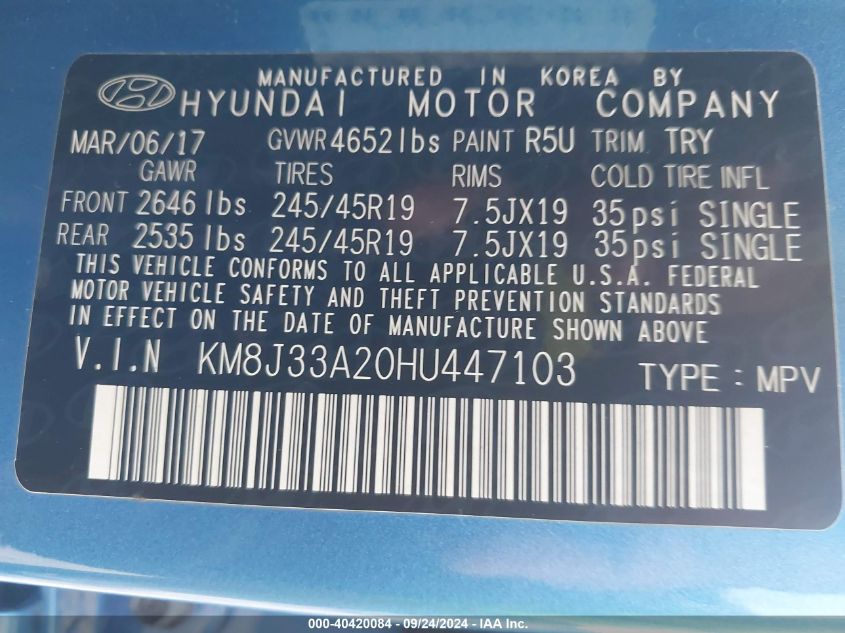 MANUFACTURED IN KOREA BY
HYUNDAI MOTOR COMPANY
MAR/06/17 GVWR 4652lbs PAINT R5U TRIM TRY
GAWR TIRES RIMS COLD TIRE INFL
FRONT 2646 lbs 245/45R19 7.5JX19 35psi SINGLE
REAR 2535 lbs 245/45R19 7.5JX19 35psi SINGLE
THIS VEHICLE CONFORMS TO ALL APPLICABLE U.S.A. FEDERAL
MOTOR VEHICLE SAFETY AND THEFT PREVENTION STANDARDS
IN EFFECT ON THE DATE OF MANUFACTURE SHOWN ABOVE
V.I.N KM8J33A20HU447103 TYPE : MPV
000-40420084 - 09/24/2024 - IAA Inc.